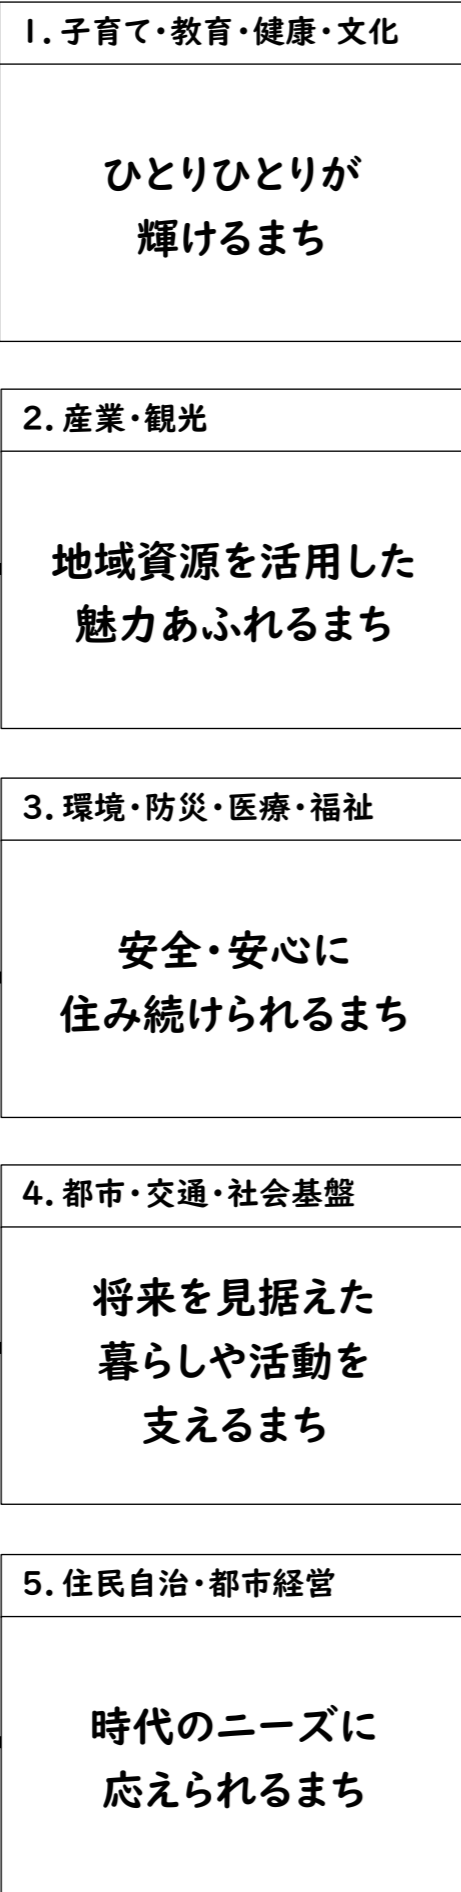 1. 子育て・教育・健康・文化
ひとりひとりが
輝けるまち
2. 産業・観光
地域資源を活用した
魅力あふれるまち
3. 環境・防災・医療・福祉
安全・安心に
住み続けられるまち
4. 都市・交通・社会基盤
将来を見据えた
暮らしや活動を
支えるまち
5. 住民自治・都市経営
時代のニーズに
応えられるまち